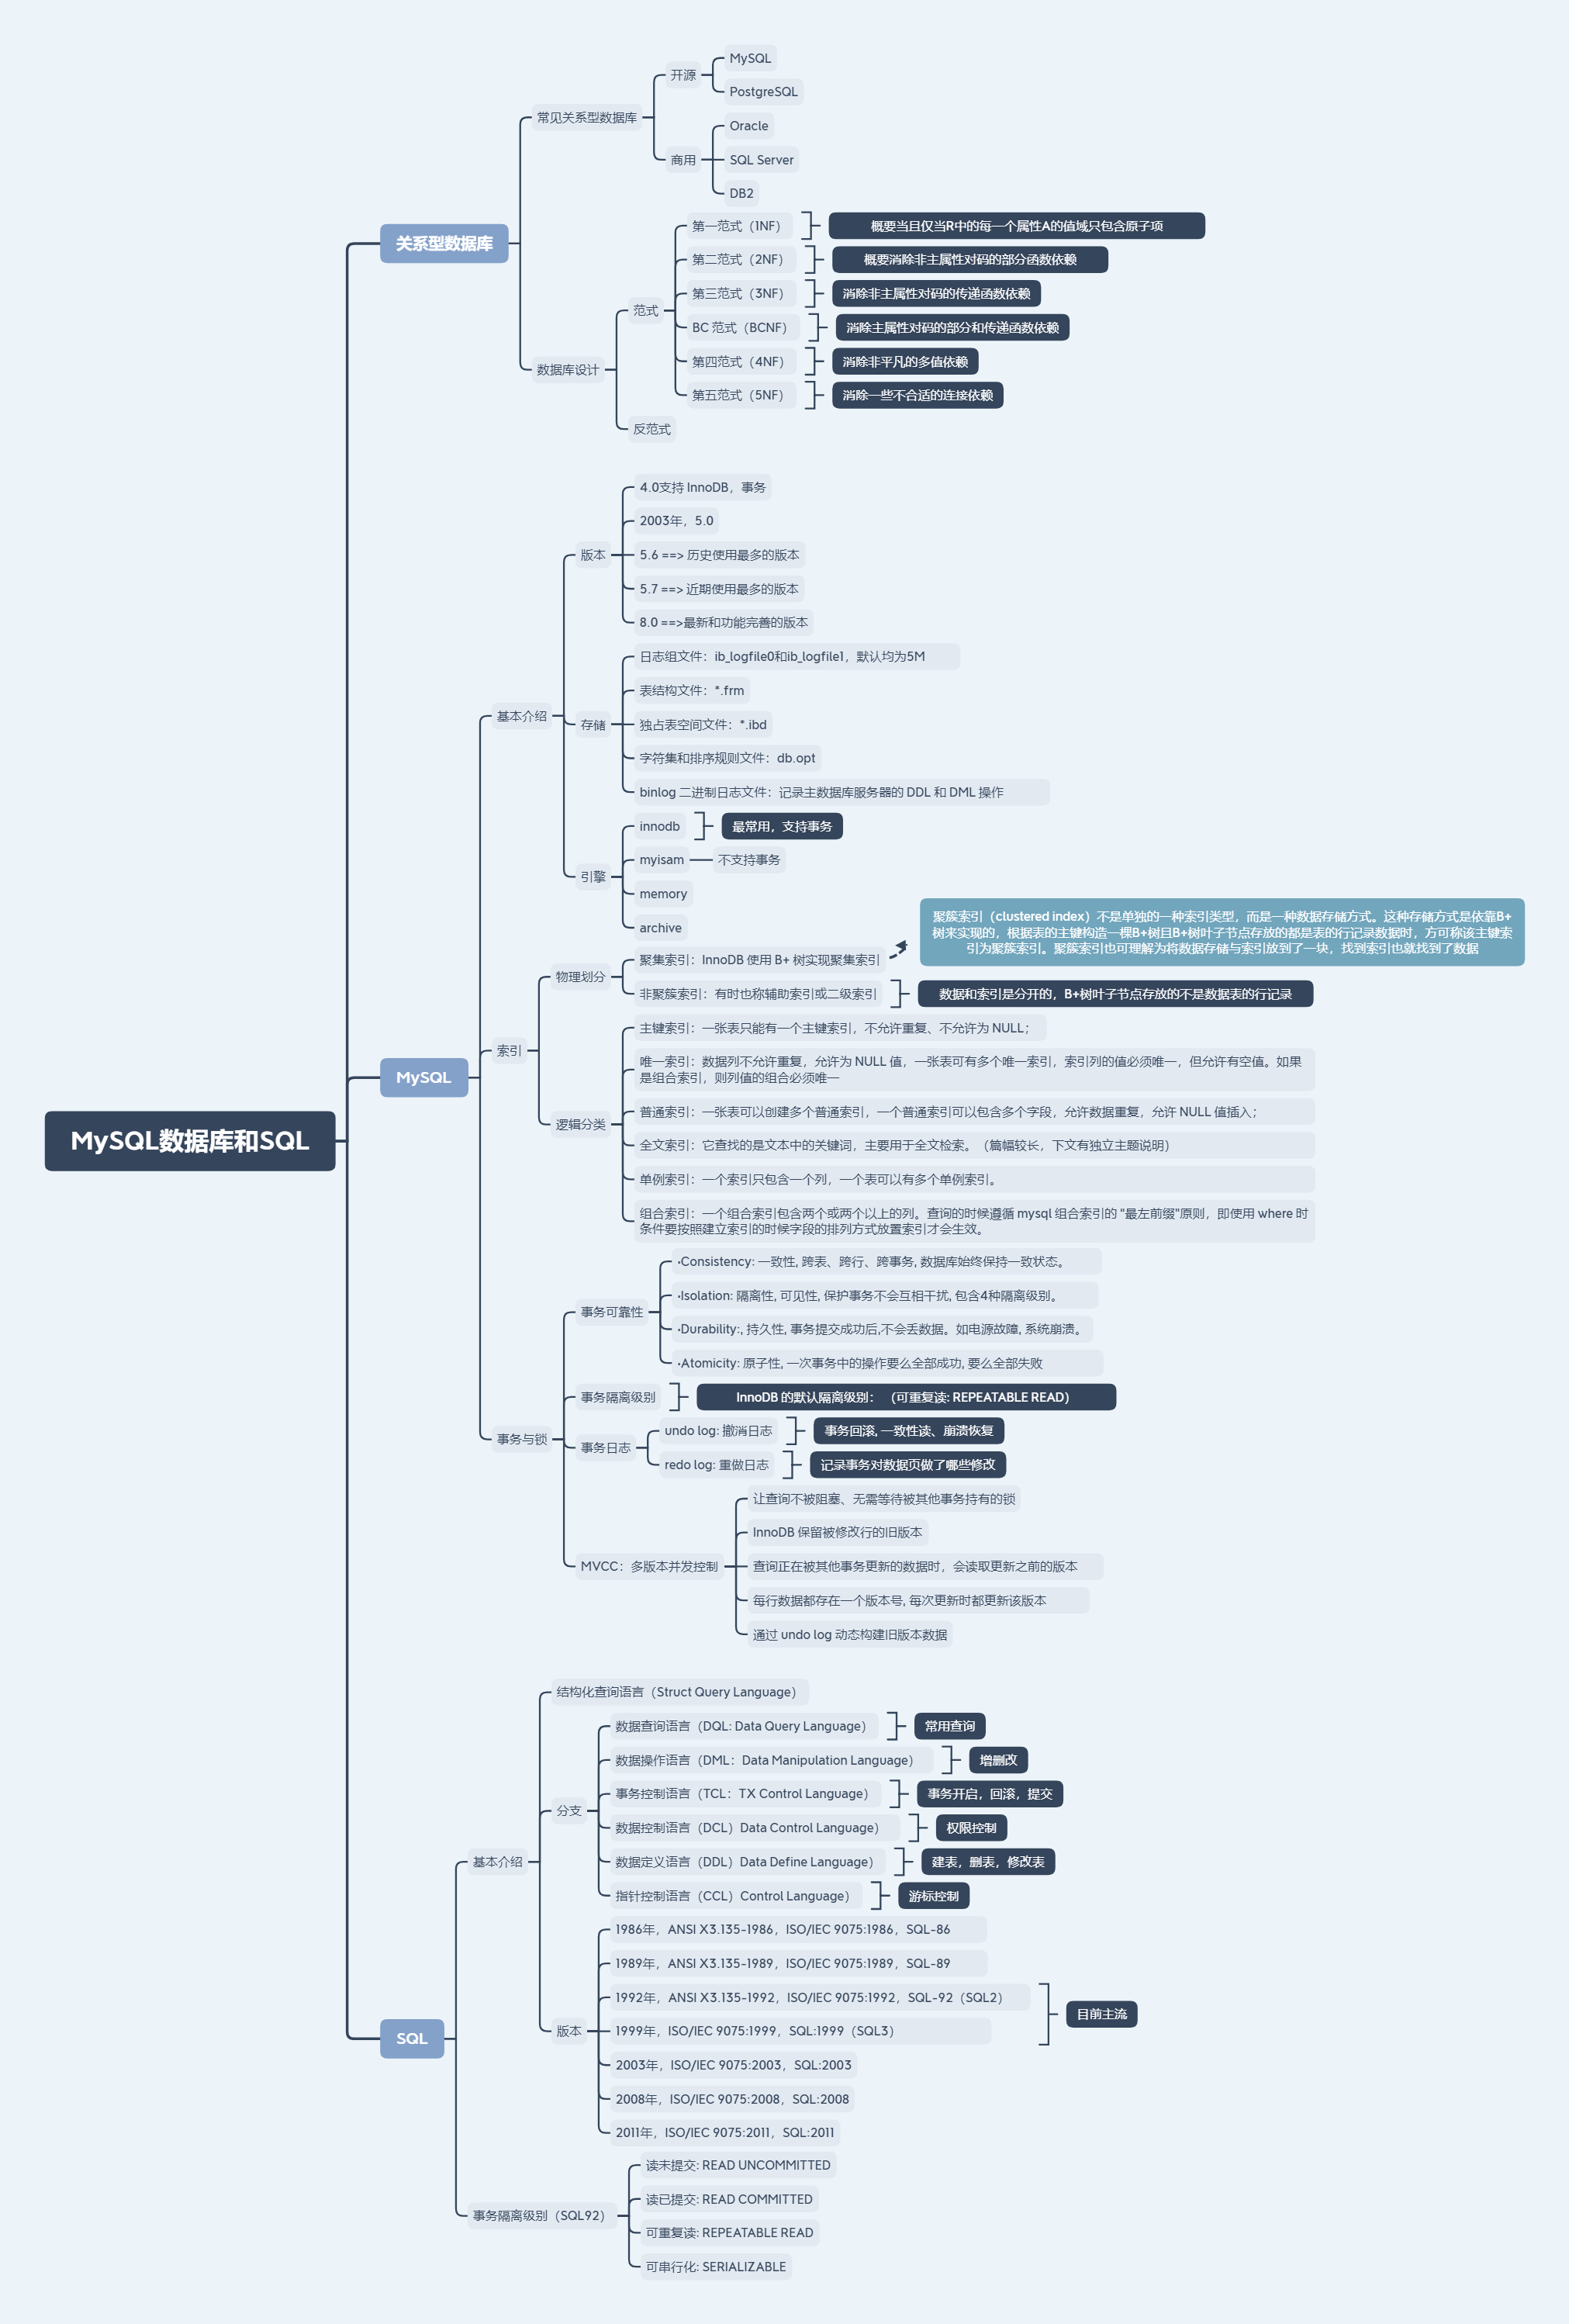 MySQL数据库和SQL
关系型数据库
常见关系型数据库
开源
MySQL
PostgreSQL
商用
Oracle
SQL Server
DB2
数据库设计
范式
第一范式（1NF）
概要当且仅当R中的每一个属性A的值域只包含原子项
第二范式（2NF）
概要消除非主属性对码的部分函数依赖
第三范式（3NF）
消除非主属性对码的传递函数依赖
BC 范式（BCNF）
消除主属性对码的部分和传递函数依赖
第四范式（4NF）
消除非平凡的多值依赖
第五范式（5NF）
消除一些不合适的连接依赖
反范式
MySQL
基本介绍
版本
4.0支持 InnoDB，事务
2003年，5.0
5.6 ==> 历史使用最多的版本
5.7 ==> 近期使用最多的版本
8.0 ==>最新和功能完善的版本
存储
日志组文件：ib_logfile0和ib_logfile1，默认均为5M
表结构文件：*.frm
独占表空间文件：*.ibd
字符集和排序规则文件：db.opt
binlog 二进制日志文件：记录主数据库服务器的 DDL 和 DML 操作
引擎
innodb
最常用，支持事务
myisam
不支持事务
memory
archive
索引
物理划分
聚集索引：InnoDB 使用 B+ 树实现聚集索引
聚簇索引（clustered index）不是单独的一种索引类型，而是一种数据存储方式。这种存储方式是依靠B+
树来实现的，根据表的主键构造一棵B+树且B+树叶子节点存放的都是表的行记录数据时，方可称该主键索
引为聚簇索引。聚簇索引也可理解为将数据存储与索引放到了一块，找到索引也就找到了数据
非聚簇索引：有时也称辅助索引或二级索引
数据和索引是分开的，B+树叶子节点存放的不是数据表的行记录
逻辑分类
主键索引：一张表只能有一个主键索引，不允许重复、不允许为 NULL；
唯一索引：数据列不允许重复，允许为 NULL 值，一张表可有多个唯一索引，索引列的值必须唯一，但允许有空值。如果
是组合索引，则列值的组合必须唯一
普通索引：一张表可以创建多个普通索引，一个普通索引可以包含多个字段，允许数据重复，允许 NULL 值插入；
全文索引：它查找的是文本中的关键词，主要用于全文检索。（篇幅较长，下文有独立主题说明）
单例索引：一个索引只包含一个列，一个表可以有多个单例索引。
组合索引：一个组合索引包含两个或两个以上的列。查询的时候遵循 mysql 组合索引的 "最左前缀"原则，即使用 where 时
条件要按照建立索引的时候字段的排列方式放置索引才会生效。
事务与锁
事务可靠性
·Consistency: 一致性, 跨表、跨行、跨事务, 数据库始终保持一致状态。
·Isolation: 隔离性, 可见性, 保护事务不会互相干扰, 包含4种隔离级别。
·Durability:, 持久性, 事务提交成功后,不会丢数据。如电源故障, 系统崩溃。
·Atomicity: 原子性, 一次事务中的操作要么全部成功, 要么全部失败
事务隔离级别
InnoDB 的默认隔离级别： （可重复读: REPEATABLE READ）
事务日志
undo log: 撤消日志
事务回滚, 一致性读、崩溃恢复
redo log: 重做日志
记录事务对数据页做了哪些修改
MVCC：多版本并发控制
让查询不被阻塞、无需等待被其他事务持有的锁
InnoDB 保留被修改行的旧版本
查询正在被其他事务更新的数据时，会读取更新之前的版本
每行数据都存在一个版本号, 每次更新时都更新该版本
通过 undo log 动态构建旧版本数据
SQL
基本介绍
结构化查询语言（Struct Query Language）
分支
数据查询语言（DQL: Data Query Language）
常用查询
数据操作语言（DML：Data Manipulation Language）
增删改
事务控制语言（TCL：TX Control Language）
事务开启，回滚，提交
数据控制语言（DCL）Data Control Language）
权限控制
数据定义语言（DDL）Data Define Language）
建表，删表，修改表
指针控制语言（CCL）Control Language）
游标控制
版本
1986年，ANSI X3.135-1986，ISO/IEC 9075:1986，SQL-86
1989年，ANSI X3.135-1989，ISO/IEC 9075:1989，SQL-89
1992年，ANSI X3.135-1992，ISO/IEC 9075:1992，SQL-92（SQL2）
1999年，ISO/IEC 9075:1999，SQL:1999（SQL3）
目前主流
2003年，ISO/IEC 9075:2003，SQL:2003
2008年，ISO/IEC 9075:2008，SQL:2008
2011年，ISO/IEC 9075:2011，SQL:2011
事务隔离级别（SQL92）
读未提交: READ UNCOMMITTED
读已提交: READ COMMITTED
可重复读: REPEATABLE READ
可串行化: SERIALIZABLE